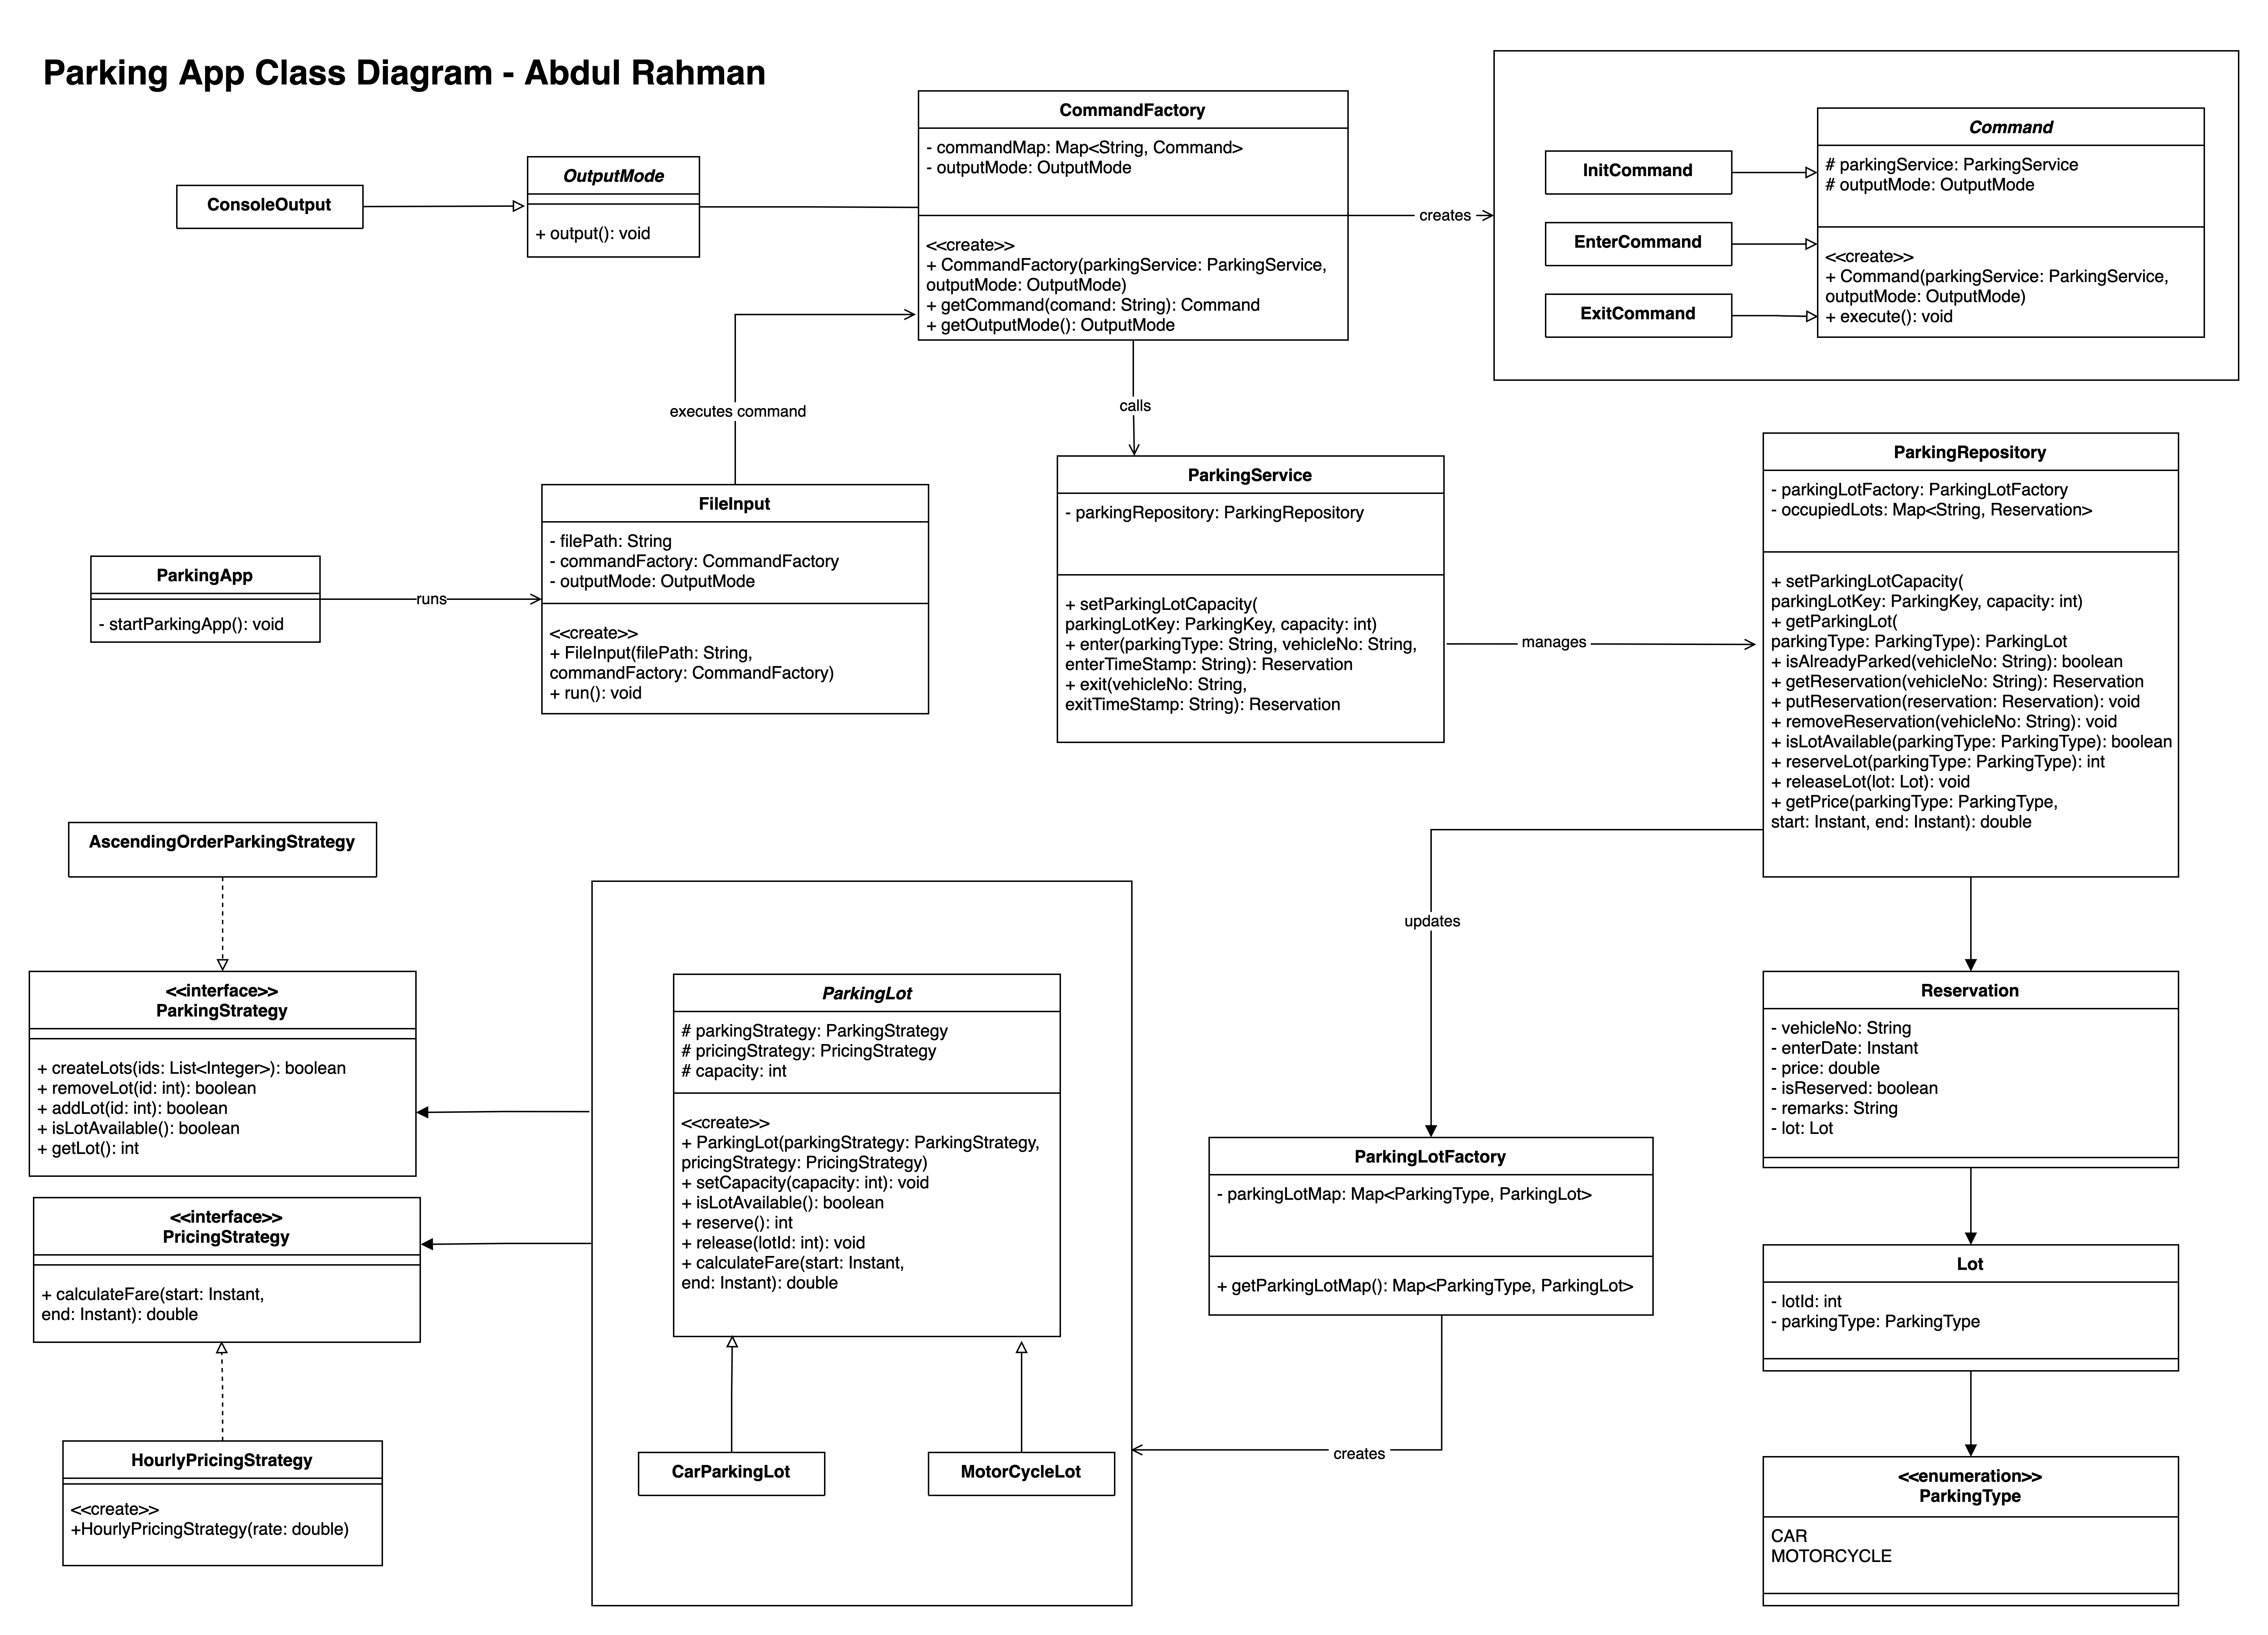 Parking App Class Diagram - Abdul Rahman
ConsoleOutput
OutputMode
+ output(): void
CommandFactory
- commandMap: Map<String, Command>
- outputMode: OutputMode
<<create>>
+ CommandFactory(parkingService: ParkingService,
outputMode: OutputMode)
+ getCommand(comand: String): Command
+ getOutputMode(): OutputMode
creates
InitCommand
EnterCommand
ExitCommand
Command
# parkingService: ParkingService
# outputMode: OutputMode
<<create>>
+ Command(parkingService: ParkingService,
outputMode: OutputMode)
+ execute(): void
executes command
calls
ParkingApp
- startParkingApp(): void
runs
FileInput
- filePath: String
- commandFactory: CommandFactory
- outputMode: OutputMode
<<create>>
+ FileInput(filePath: String,
commandFactory: CommandFactory)
+ run(): void
ParkingService
- parkingRepository: ParkingRepository
+ setParkingLotCapacity(
parkingLotKey: ParkingKey, capacity: int)
+ enter(parkingType: String, vehicleNo: String,
enterTimeStamp: String): Reservation
+ exit(vehicleNo: String,
exitTimeStamp: String): Reservation
manages
ParkingRepository
- parkingLotFactory: ParkingLotFactory
- occupiedLots: Map<String, Reservation>
+ setParkingLotCapacity(
parkingLotKey: ParkingKey, capacity: int)
+ getParkingLot(
parkingType: ParkingType): ParkingLot
+ isAlreadyParked(vehicleNo: String): boolean
+ getReservation(vehicleNo: String): Reservation
+ putReservation(reservation: Reservation): void
+ removeReservation(vehicleNo: String): void
+ isLotAvailable(parkingType: ParkingType): boolean
+ reserveLot(parkingType: ParkingType): int
+ releaseLot(lot: Lot): void
+ getPrice(parkingType: ParkingType,
start: Instant, end: Instant): double
AscendingOrderParkingStrategy
<<interface>>
ParkingStrategy
+ createLots(ids: List<Integer>): boolean
+ removeLot(id: int): boolean
+ addLot(id: int): boolean
+ isLotAvailable(): boolean
+ getLot(): int
<<interface>>
PricingStrategy
+ calculateFare(start: Instant,
end: Instant): double
HourlyPricingStrategy
<<create>>
+HourlyPricingStrategy(rate: double)
ParkingLot
# parkingStrategy: ParkingStrategy
# pricingStrategy: PricingStrategy
# capacity: int
<<create>>
+ ParkingLot(parkingStrategy: ParkingStrategy,
pricingStrategy: PricingStrategy)
+ setCapacity(capacity: int): void
+ isLotAvailable(): boolean
+ reserve(): int
+ release(lotId: int): void
+ calculateFare(start: Instant,
end: Instant): double
CarParkingLot
MotorCycleLot
updates
ParkingLotFactory
- parkingLotMap: Map<ParkingType, ParkingLot>
+ getParkingLotMap(): Map<ParkingType, ParkingLot>
creates
Reservation
- vehicleNo: String
- enterDate: Instant
- price: double
- isReserved: boolean
- remarks: String
- lot: Lot
Lot
- lotId: int
- parkingType: ParkingType
<<enumeration>>
ParkingType
CAR
MOTORCYCLE